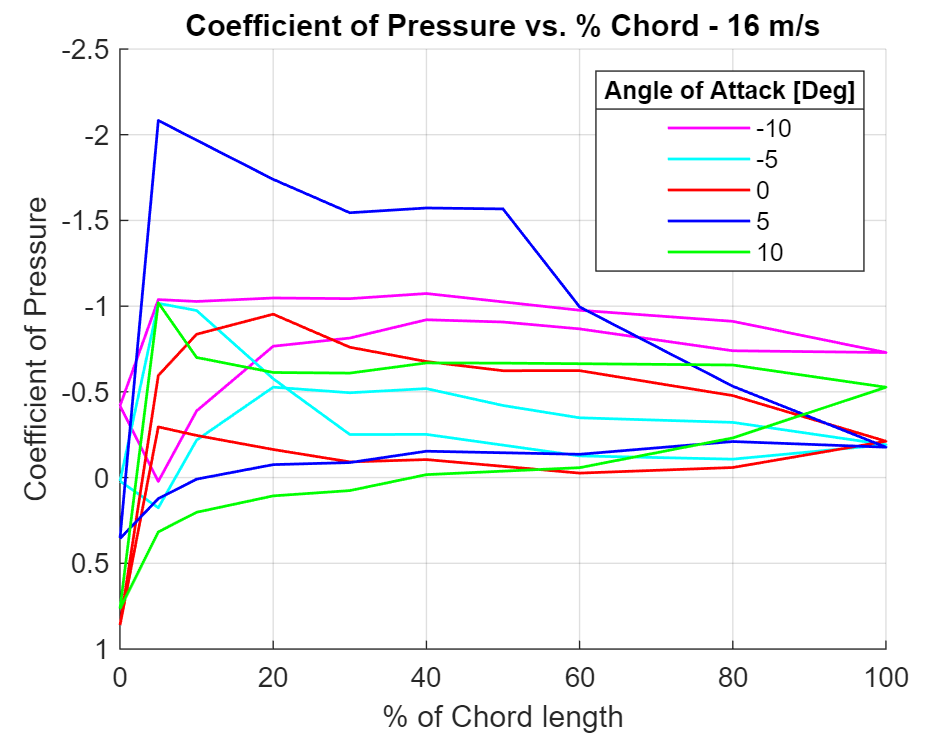 Coefficient of Pressure vs. % Chord - 16 m/s
-2.5
-2
-1.5
-1
-0.5
0
0.5
1
Coefficient of Pressure
Angle of Attack [Deg]
-10
-5
0
5
10
0 20 40 60 80 100
% of Chord length